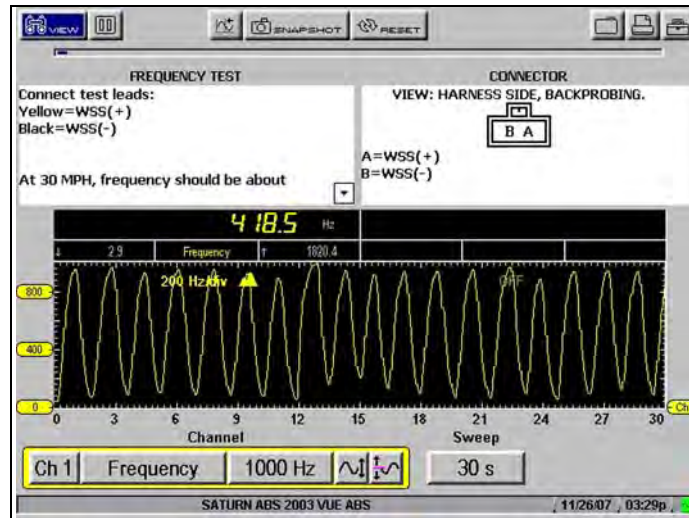 VIEW
SNAPSHOT
RESET
FREQUENCY TEST
Connect test leads:
Yellow=WSS(+)
Black=WSS(-)
At 30 MPH, frequency should be about
CONNECTOR
VIEW: HARNESS SIDE, BACKPROBING.
B A
A=WSS(+)
B=WSS(-)
418.5 Hz
↓ 2.9 Frequency ↑ 1820.4
200 Hz/div
OFF
800
400
0
Ch
0 3 6 9 12 15 18 21 24 27 30
Channel
Sweep
Ch 1 Frequency 1000 Hz
30 s
SATURN ABS 2003 VUE ABS
11/26/07 , 03:29p